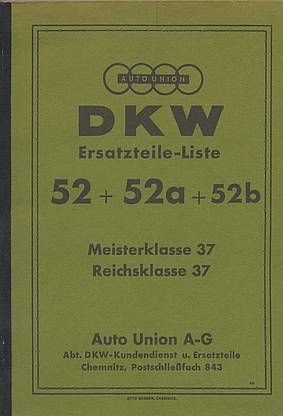 AUTO UNION
DKW
Ersatzteile-Liste
52 + 52a + 52b
Meisterklasse 37
Reichsklasse 37
Auto Union A-G
Abt. DKW-Kundendienst u. Ersatzteile
Chemnitz, Postschließfach 843